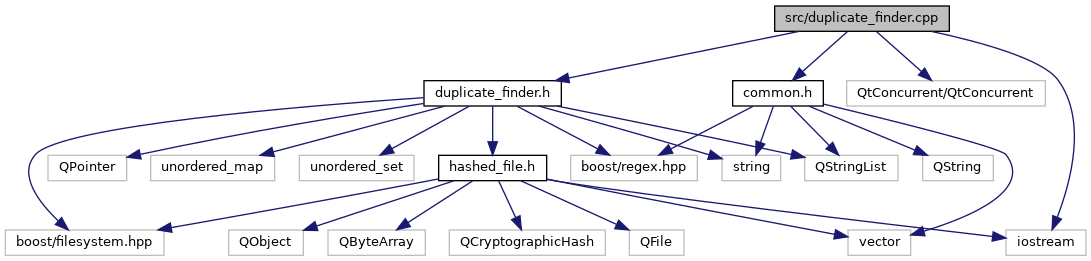 src/duplicate_finder.cpp
duplicate_finder.h
common.h
QtConcurrent/QtConcurrent
QPointer
unordered_map
unordered_set
hashed_file.h
boost/regex.hpp
string
QStringList
QString
boost/filesystem.hpp
QObject
QByteArray
QCryptographicHash
QFile
vector
iostream